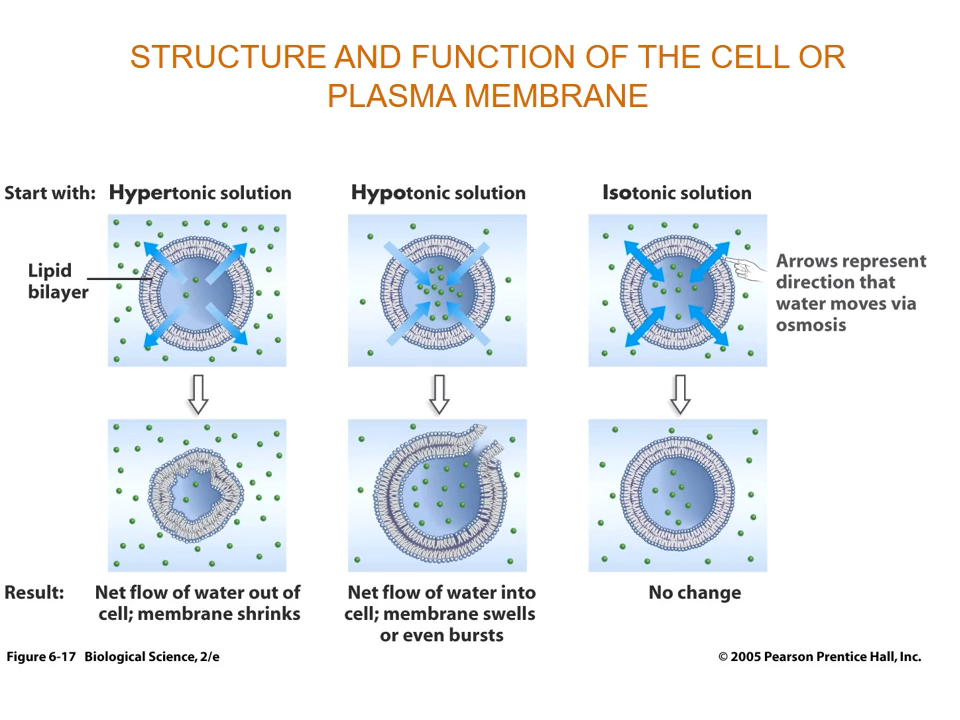 STRUCTURE AND FUNCTION OF THE CELL OR
PLASMA MEMBRANE
Start with: Hypertonic solution
Hypotonic solution
Isotonic solution
Lipid
bilayer
Arrows represent
direction that
water moves via
osmosis
Result:
Net flow of water out of
cell; membrane shrinks
Net flow of water into
cell; membrane swells
or even bursts
No change
Figure 6-17 Biological Science, 2/e
© 2005 Pearson Prentice Hall, Inc.